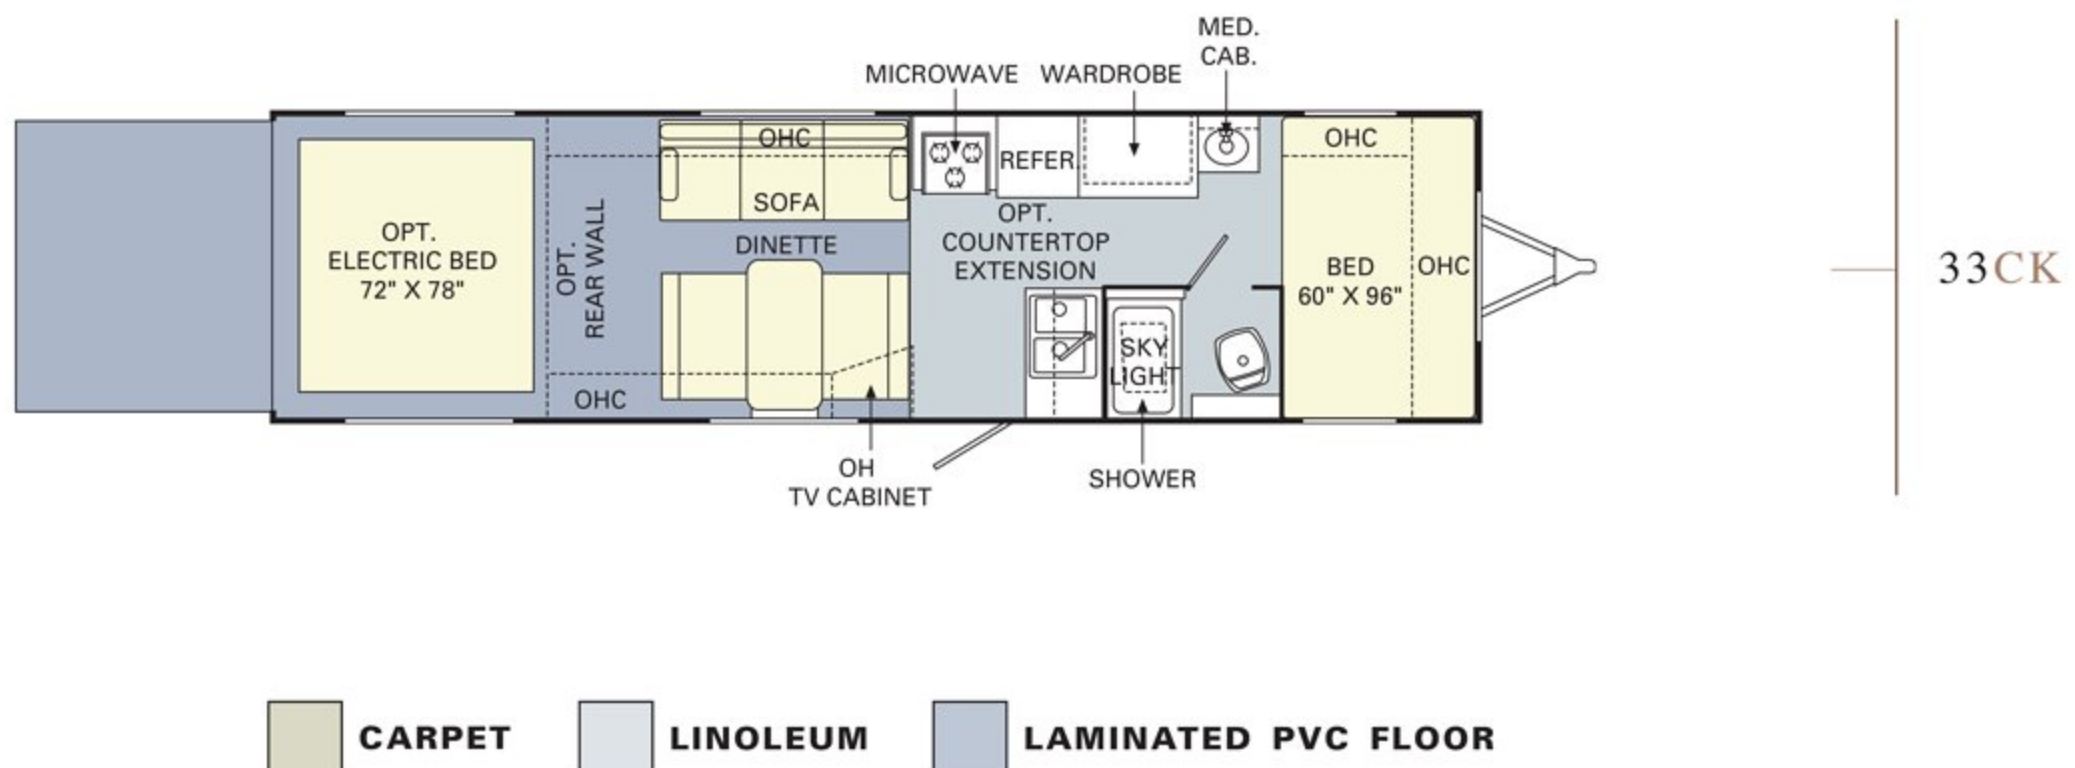 MED.
CAB.
MICROWAVE
WARDROBE
OHC
OHC
REFER.
SOFA
OPT.
ELECTRIC BED
72" X 78"
OPT.
REAR WALL
DINETTE
OPT.
COUNTERTOP
EXTENSION
BED
60" X 96"
OHC
33CK
SKY
LIGHT
OHC
OH
TV CABINET
SHOWER
CARPET
LINOLEUM
LAMINATED PVC FLOOR